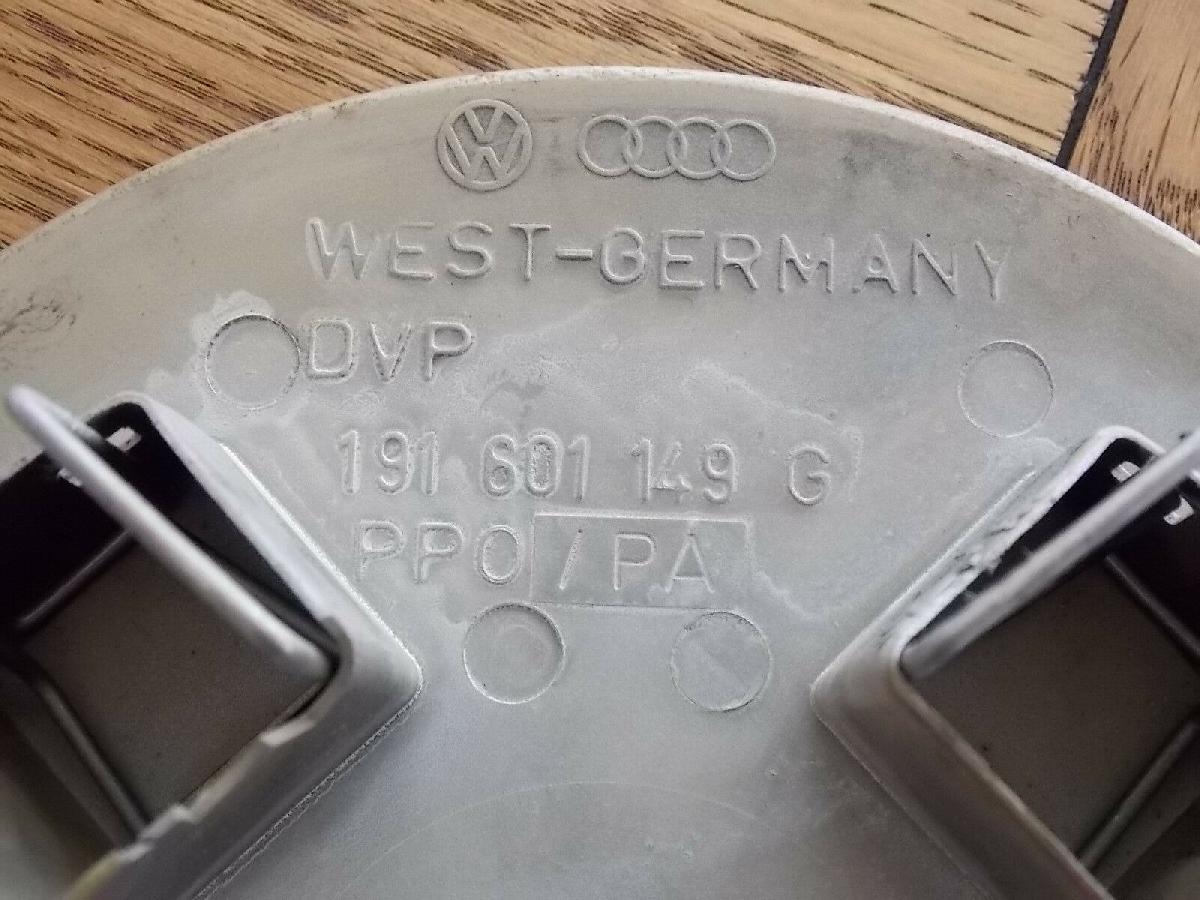 WEST-GERMANY
DVP
191 601 149 G
PPO/PA